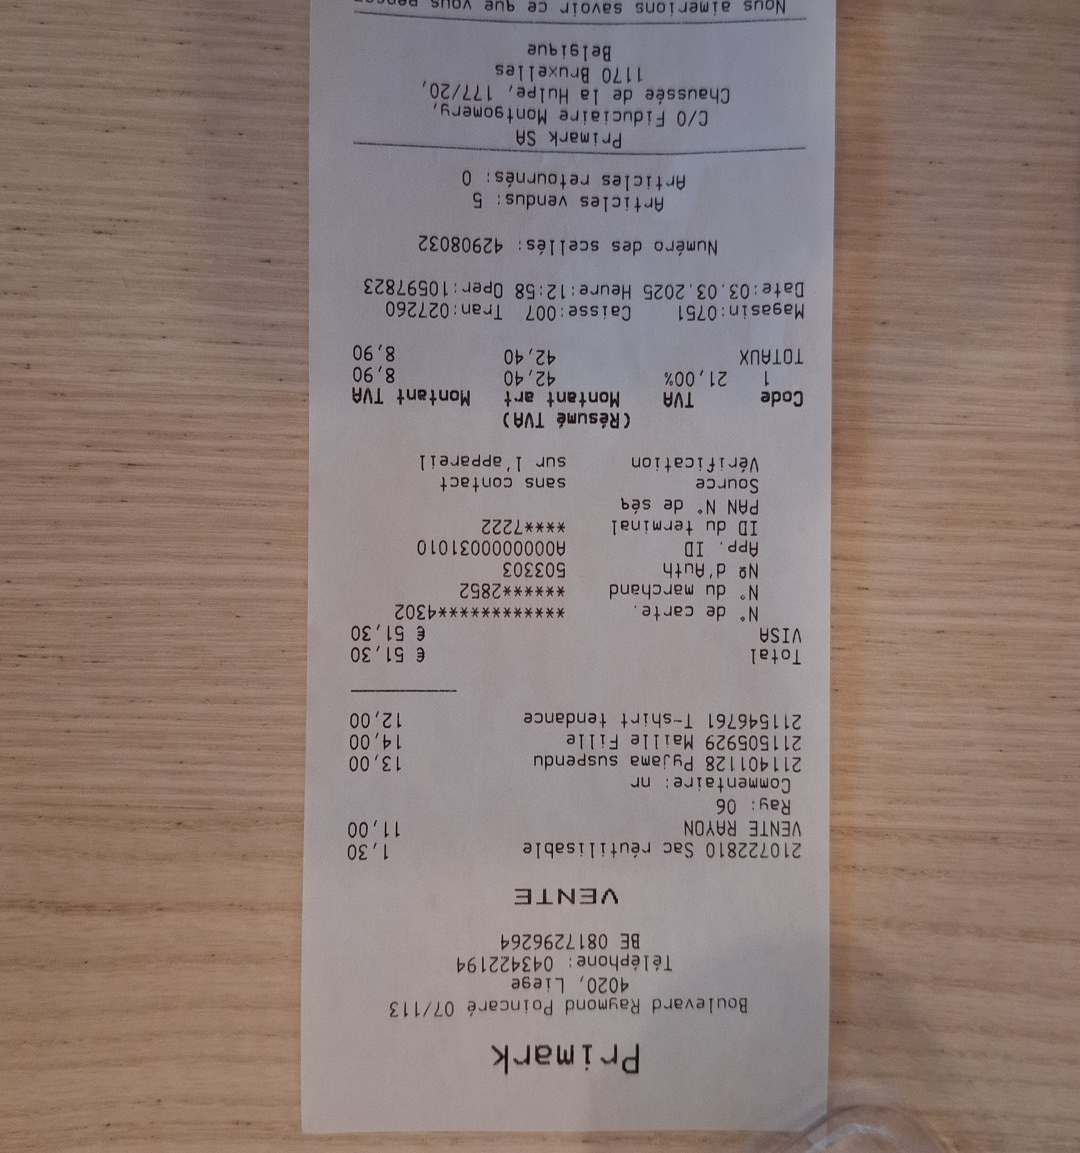 Primark
Boulevard Raymond Poincaré 07/113
4020, Liege
Téléphone: 043422194
BE 0817296264
VENTE
210722810 Sac réutilisable 1,30
VENTE RAYON 11,00
Ray: 06
Commentaire: nr
211401128 Pyjama suspendu 13,00
211505929 Maille Fille 14,00
211546761 T-shirt tendance 12,00
Total € 51,30
VISA € 51,30
N° de carte. ************4302
N° du marchand ******2852
Nº d'Auth 503303
App. ID A0000000031010
ID du terminal ****7222
PAN N° de séq
Source sans contact
Vérification sur l'appareil
(Résumé TVA)
Code TVA Montant art Montant TVA
1 21,00% 42,40 8,90
TOTAUX 42,40 8,90
Magasin:0751 Caisse:007 Tran:027260
Date:03.03.2025 Heure:12:58 Oper:10597823
Numéro des scellés: 42908032
Articles vendus: 5
Articles retournés: 0
Primark SA
C/O Fiduciaire Montgomery,
Chaussée de la Hulpe, 177/20,
1170 Bruxelles
Belgique
Nous aimerions savoir ce que vous